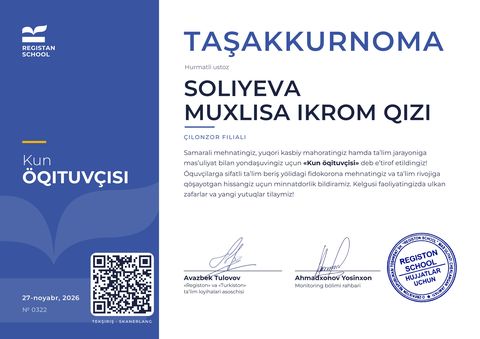 REGISTAN
SCHOOL
Kun
ÖQITUVÇISI
27-noyabr, 2026
№ 0322
TEKŞIRIŞ - SKANERLANG
TAŞAKKURNOMA
Hurmatli ustoz
SOLIYEVA
MUXLISA IKROM QIZI
ÇILONZOR FILIALI
Samarali mehnatingiz, yuqori kasbiy mahoratingiz hamda ta'lim jarayoniga
mas'uliyat bilan yondaşuvingiz uçun «Kun öqituvçisi» deb e'tirof etildingiz!
Öquvçilarga sifatli ta'lim beriş yölidagi fidokorona mehnatingiz va ta'lim rivojiga
qöşayotgan hissangiz uçun minnatdorlik bildiramiz. Kelgusi faoliyatingizda ulkan
zafarlar va yangi yutuqlar tilaymiz!
Avazbek Tulovov
«Registon» va «Turkiston»
ta'lim loyihalari asosçisi
Ahmadxonov Yosinxon
Monitoring bölimi rahbari
REGISTON
SCHOOL
HUJJATLAR
UCHUN